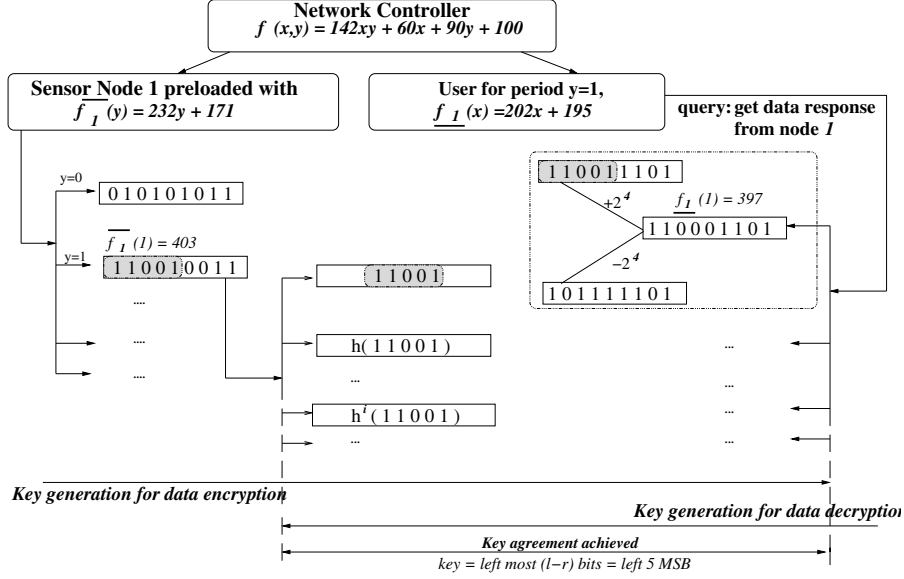 Network Controller
f (x,y) = 142xy + 60x + 90y + 100
Sensor Node 1 preloaded with
f 1 (y) = 232y + 171
User for period y=1,
f 1 (x) =202x + 195
query: get data response
from node 1
y=0
0 1 0 1 0 1 0 1 1
f 1 (1) = 403
y=1
1 1 0 0 1 0 0 1 1
....
....
....
1 1 0 0 1
h( 1 1 0 0 1 )
...
h^i ( 1 1 0 0 1 )
...
1 1 0 0 1 1 1 0 1
+2^4
f 1 (1) = 397
1 1 0 0 0 1 1 0 1
−2^4
1 0 1 1 1 1 1 0 1
...
...
...
...
Key generation for data encryption
Key generation for data decryption
Key agreement achieved
key = left most (l−r) bits = left 5 MSB